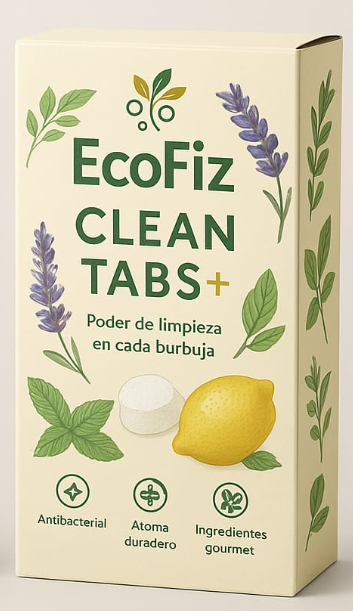 EcoFiz
CLEAN
TABS+
Poder de limpieza
en cada burbuja
Antibacterial
Atoma
duradero
Ingredientes
gourmet